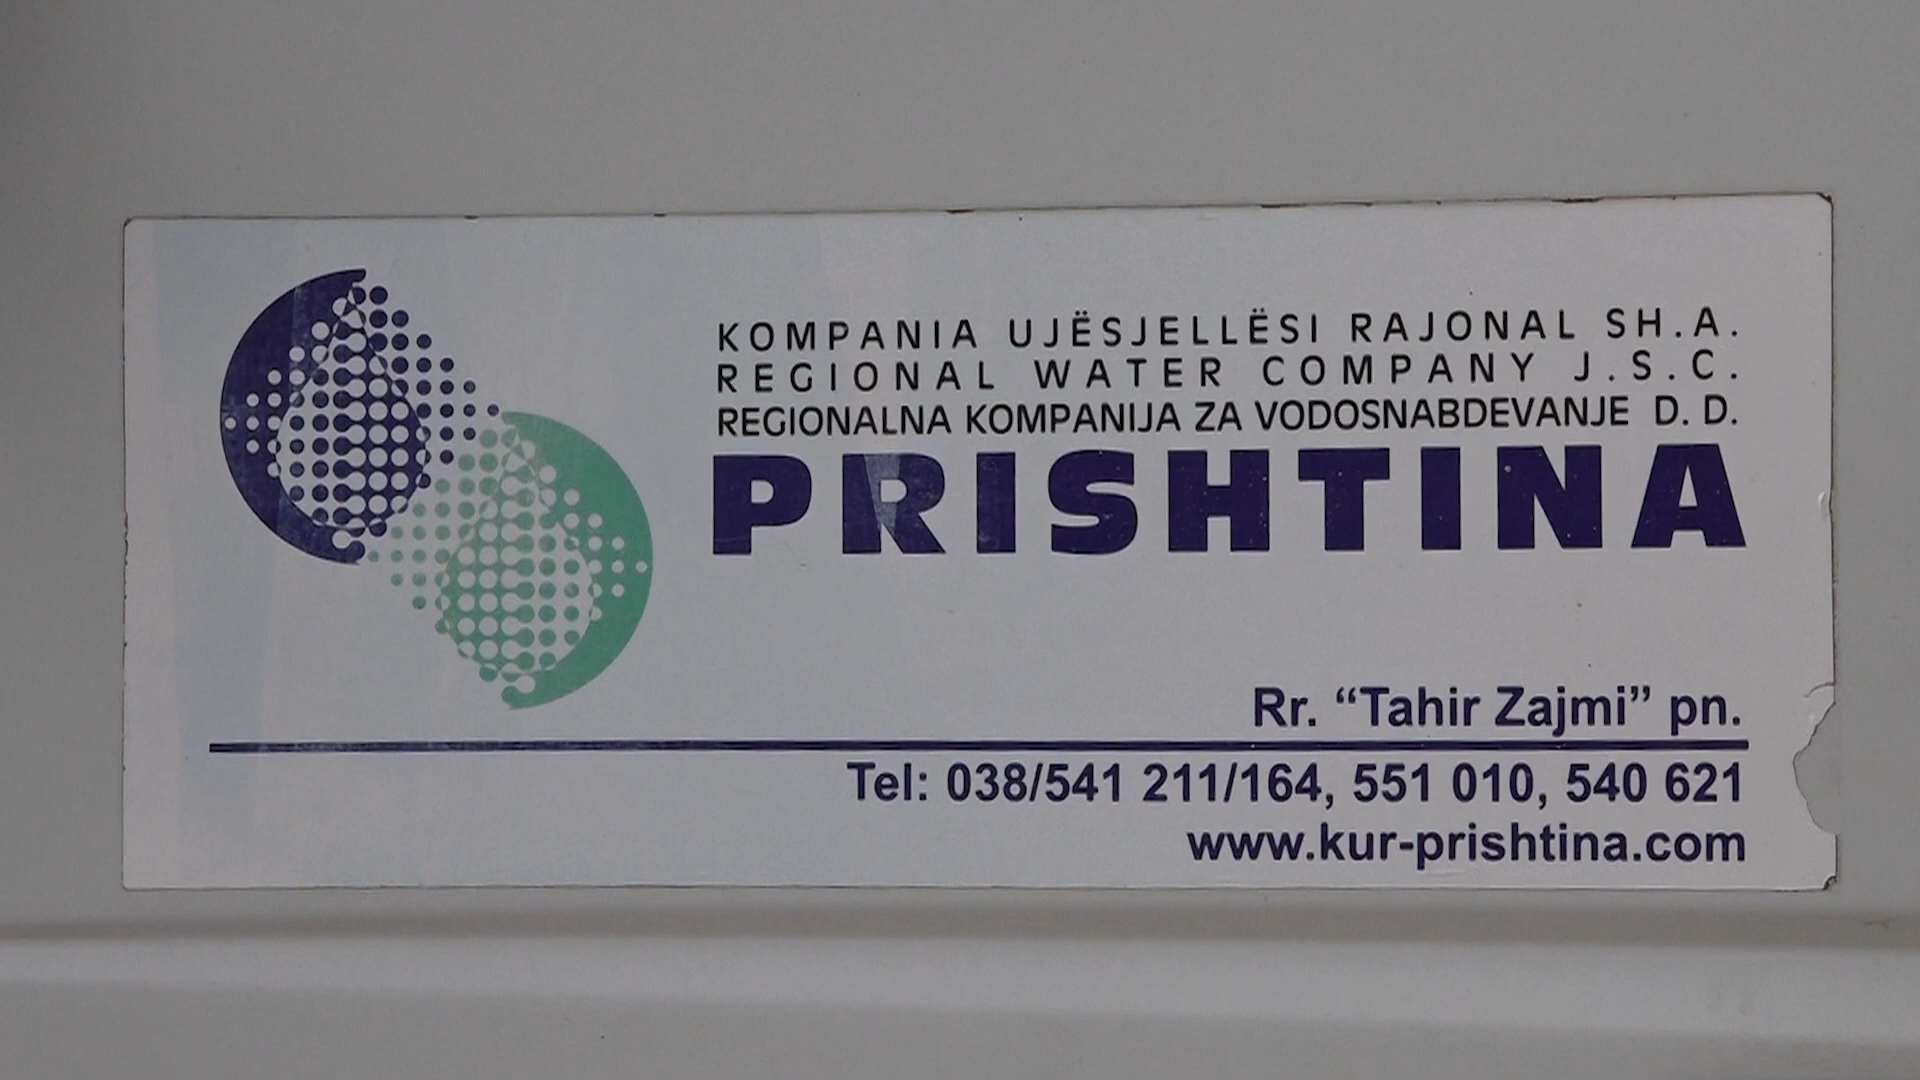 KOMPANIA UJËSJELLËSI RAJONAL SH.A.
REGIONAL WATER COMPANY J.S.C.
REGIONALNA KOMPANIJA ZA VODOSNABDEVANJE D. D.
PRISHTINA
Rr. “Tahir Zajmi” pn.
Tel: 038/541 211/164, 551 010, 540 621
www.kur-prishtina.com